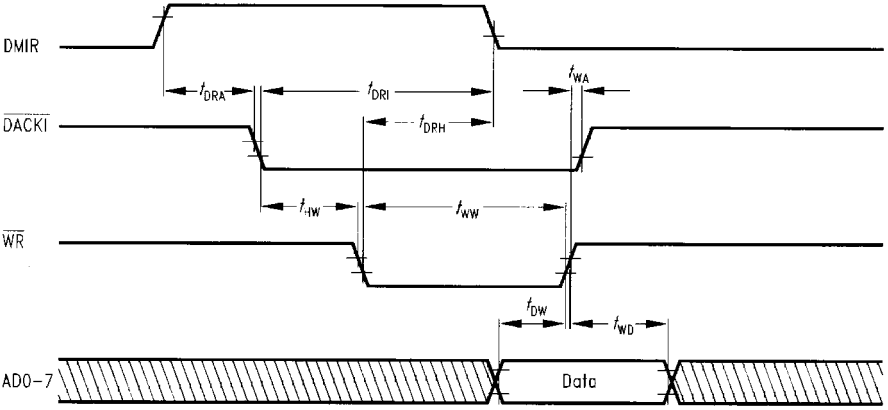 DMIR
tDRA
tDRI
tWA
DACKI
tDRH
tHW
tWW
WR
tDW
tWD
AD0-7
Data